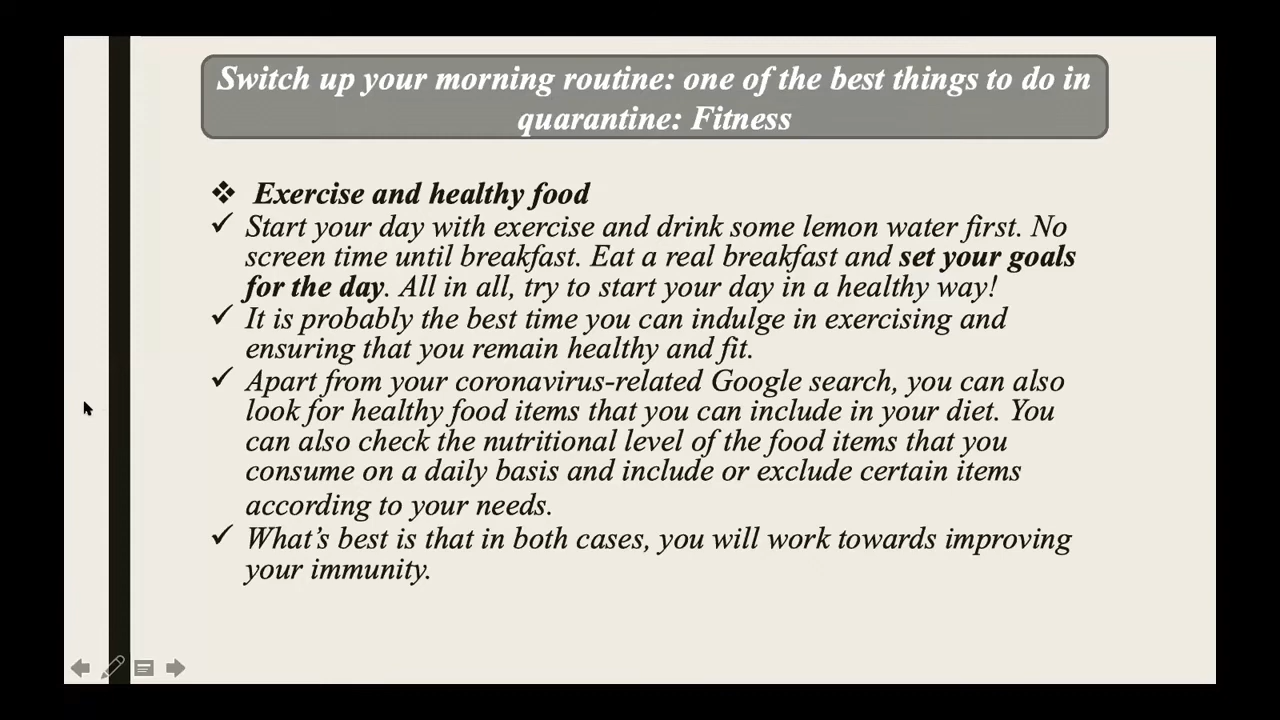 Switch up your morning routine: one of the best things to do in
quarantine: Fitness
❖ Exercise and healthy food
✓ Start your day with exercise and drink some lemon water first. No
screen time until breakfast. Eat a real breakfast and set your goals
for the day. All in all, try to start your day in a healthy way!
✓ It is probably the best time you can indulge in exercising and
ensuring that you remain healthy and fit.
✓ Apart from your coronavirus-related Google search, you can also
look for healthy food items that you can include in your diet. You
can also check the nutritional level of the food items that you
consume on a daily basis and include or exclude certain items
according to your needs.
✓ What’s best is that in both cases, you will work towards improving
your immunity.